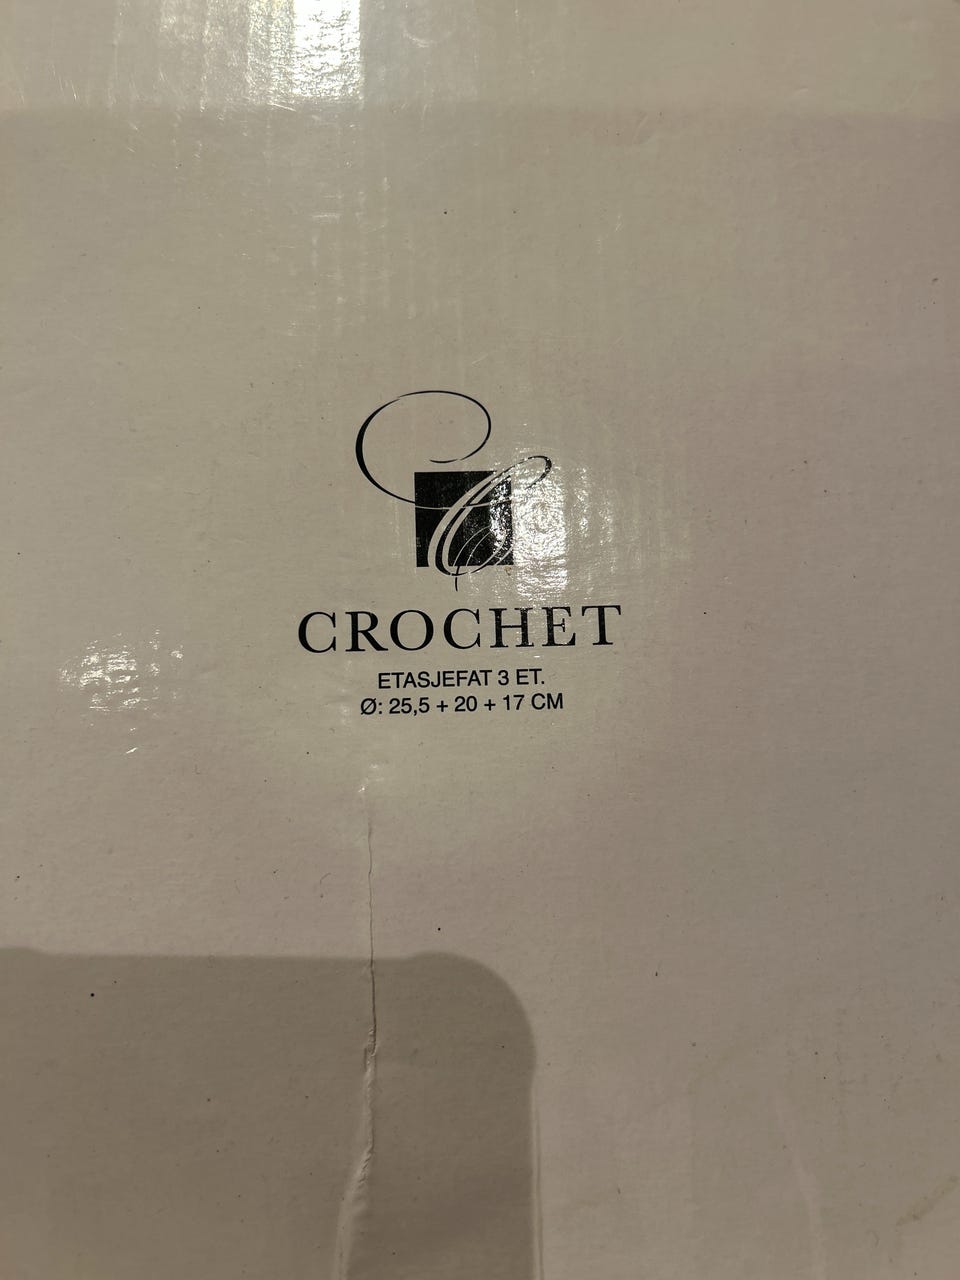 CROCHET
ETASJEFAT 3 ET.
Ø: 25,5 + 20 + 17 CM